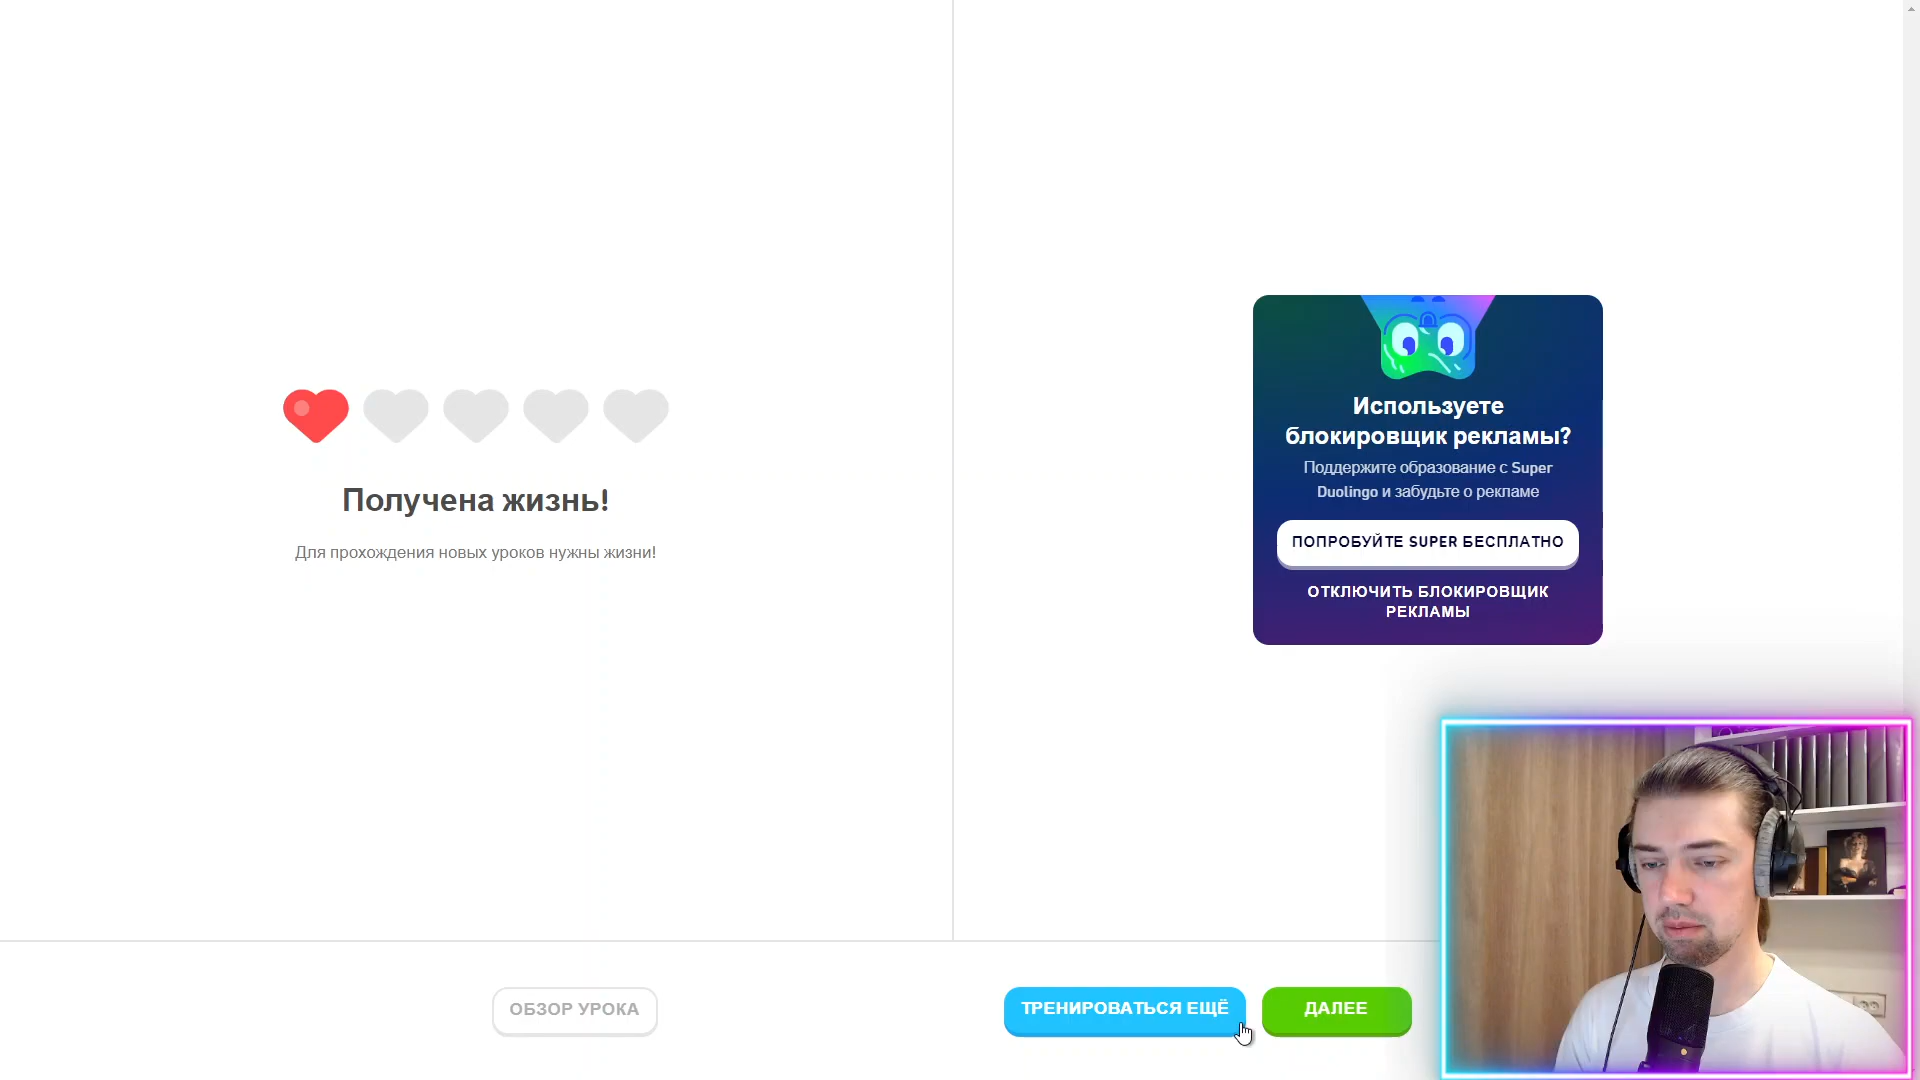 Получена жизнь!
Для прохождения новых уроков нужны жизни!
Используете
блокировщик рекламы?
Поддержите образование с Super
Duolingo и забудьте о рекламе
ПОПРОБУЙТЕ SUPER БЕСПЛАТНО
ОТКЛЮЧИТЬ БЛОКИРОВЩИК
РЕКЛАМЫ
ОБЗОР УРОКА
ТРЕНИРОВАТЬСЯ ЕЩЁ
ДАЛЕЕ